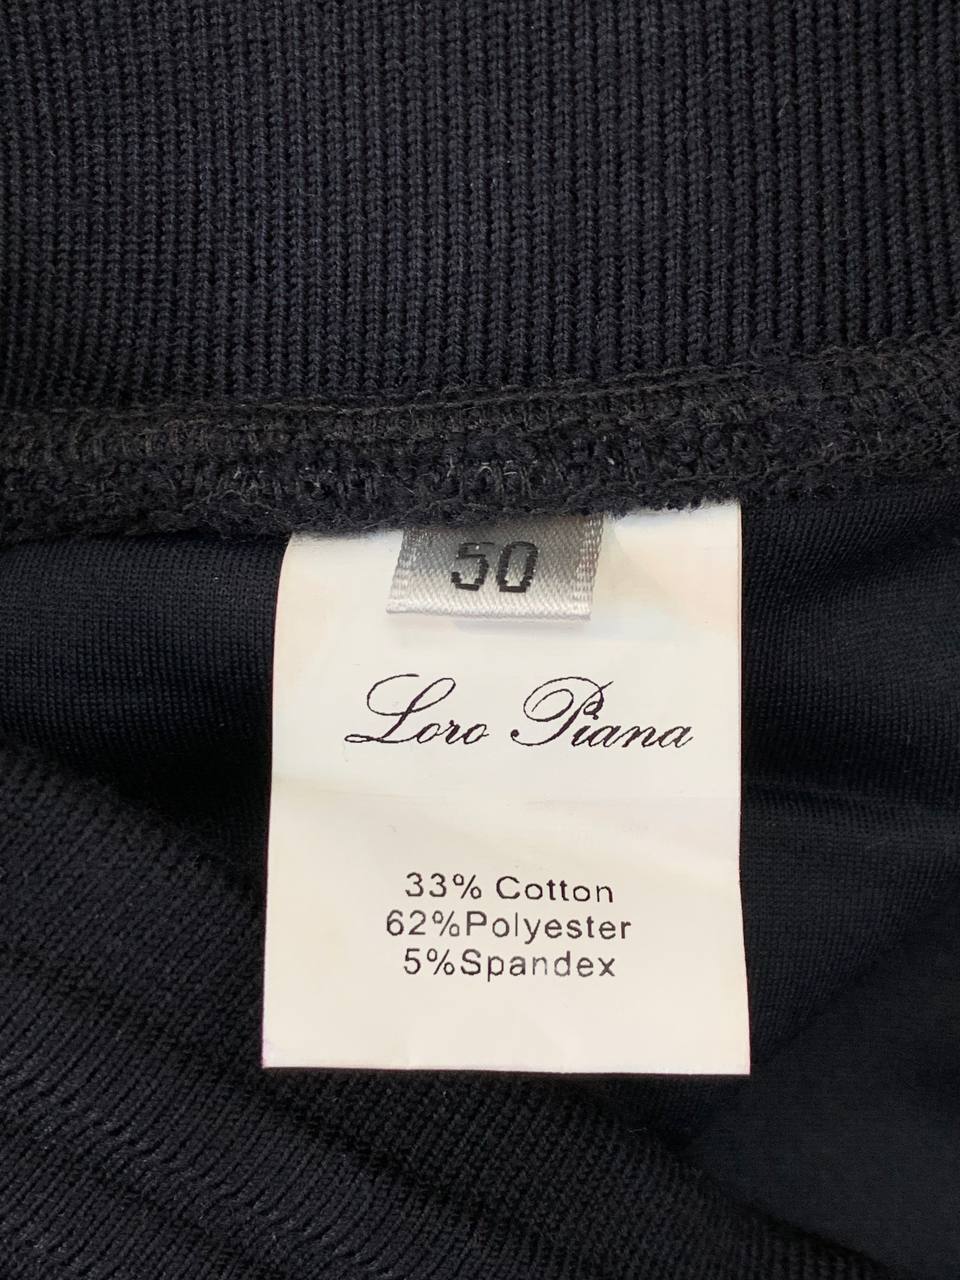 50
Loro Piana
33% Cotton
62%Polyester
5%Spandex